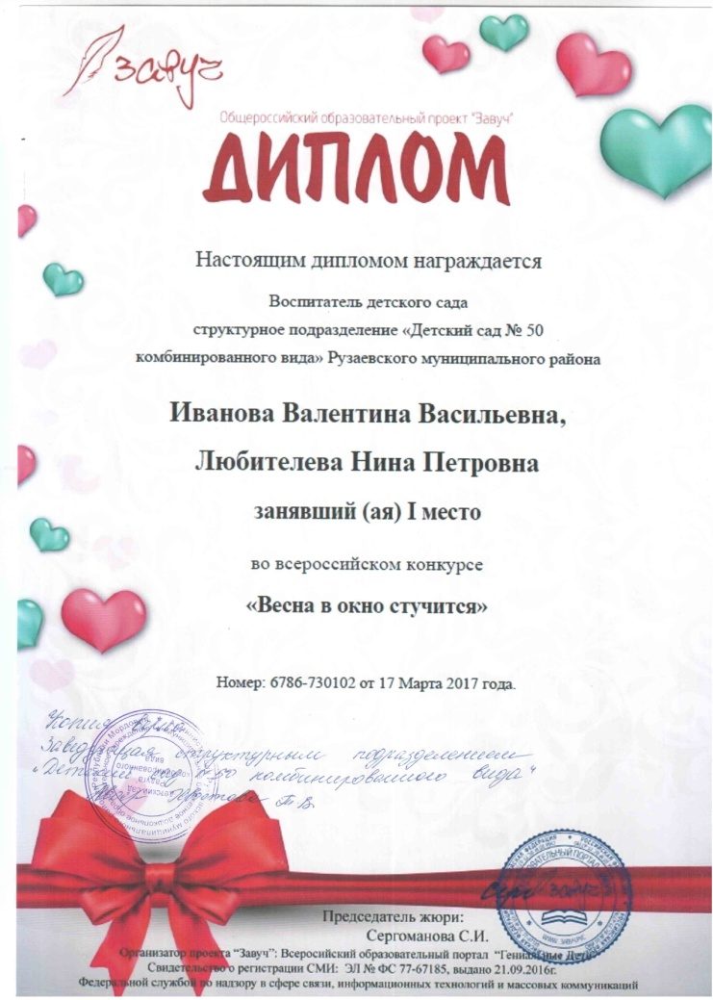 завуч
Общероссийский образовательный проект "Завуч"
ДИПЛОМ
Настоящим дипломом награждается
Воспитатель детского сада
структурное подразделение «Детский сад № 50
комбинированного вида» Рузаевского муниципального района
Иванова Валентина Васильевна,
Любителева Нина Петровна
занявший (ая) I место
во всероссийском конкурсе
«Весна в окно стучится»
Номер: 6786-730102 от 17 Марта 2017 года.
Копия верна
Заведующая структурным подразделением
"Детский сад №50 комбинированного вида"
Председатель жюри:
Сергоманова С.И.
Организатор проекта "Завуч": Всеросийский образовательный портал "Гениальные Дети"
Свидетельство о регистрации СМИ: ЭЛ № ФС 77-67185, выдано 21.09.2016г.
Федеральной службой по надзору в сфере связи, информационных технологий и массовых коммуникаций